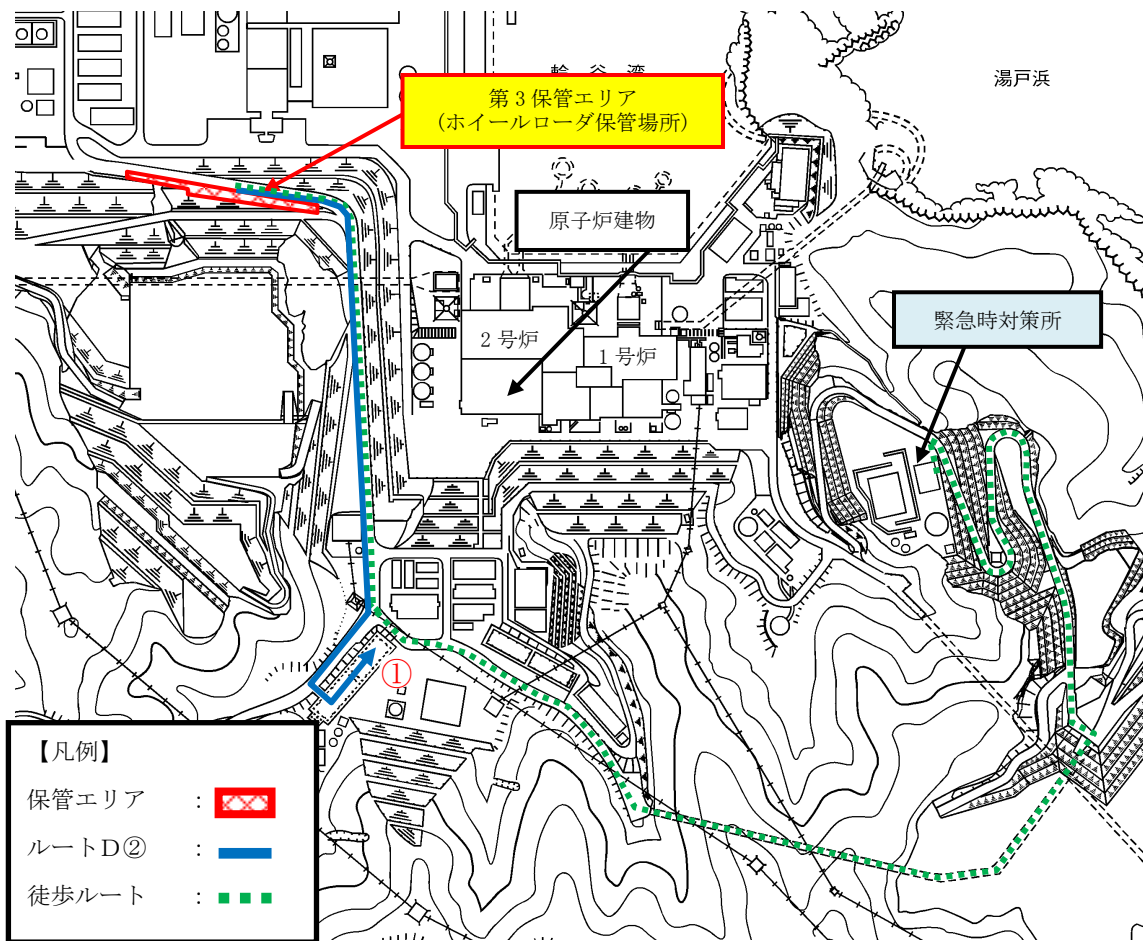 輪谷湾
湯戸浜
第3保管エリア
(ホイールローダ保管場所)
原子炉建物
緊急時対策所
2号炉
1号炉
①
【凡例】
保管エリア :
ルートD② :
徒歩ルート :